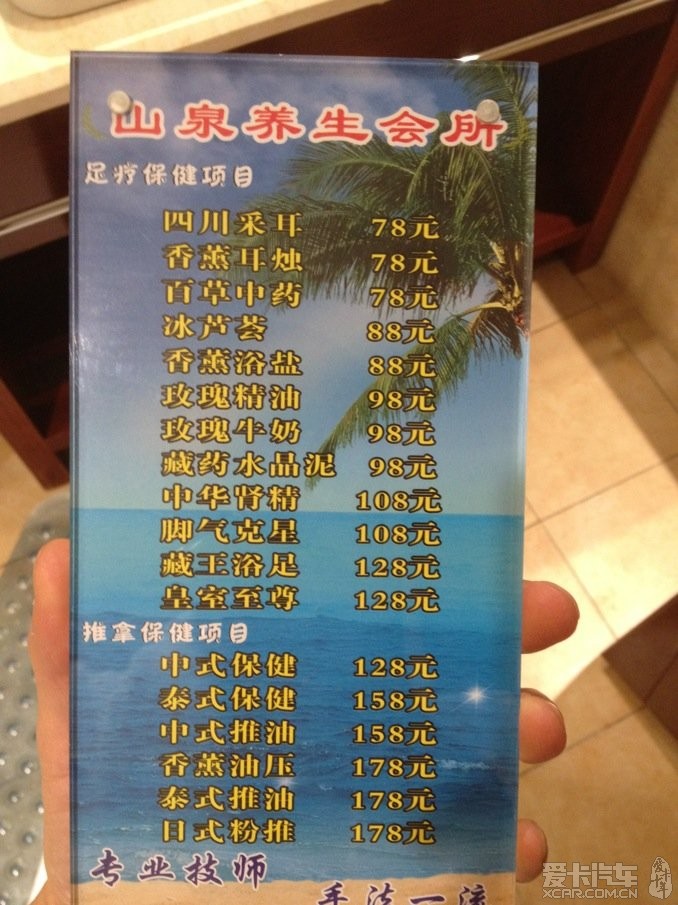 山泉养生会所
足疗保健项目
四川采耳 78元
香薰耳烛 78元
百草中药 78元
冰芦荟 88元
香薰浴盐 88元
玫瑰精油 98元
玫瑰牛奶 98元
藏药水晶泥 98元
中华肾精 108元
脚气克星 108元
藏王浴足 128元
皇室至尊 128元
推拿保健项目
中式保健 128元
泰式保健 158元
中式推油 158元
香薰油压 178元
泰式推油 178元
日式粉推 178元
专业技师
手法一流
爱卡汽车
XCAR.COM.CN